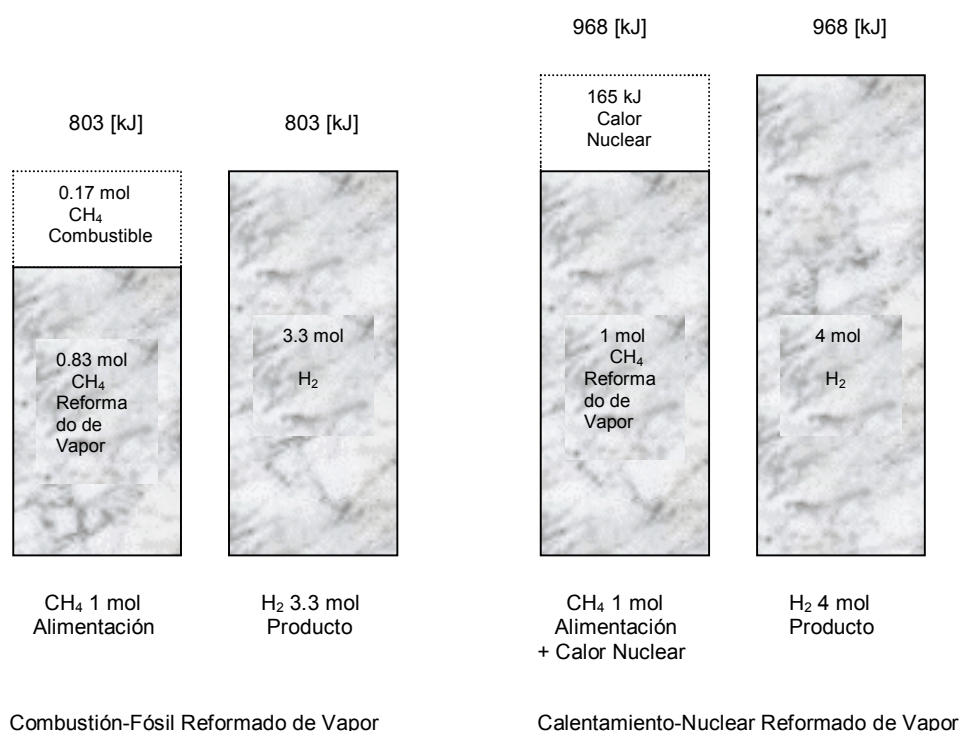 968 [kJ]
968 [kJ]
803 [kJ]
803 [kJ]
165 kJ
Calor
Nuclear
0.17 mol
CH₄
Combustible
0.83 mol
CH₄
Reforma
do de
Vapor
3.3 mol
H₂
1 mol
CH₄
Reforma
do de
Vapor
4 mol
H₂
CH₄ 1 mol
Alimentación
H₂ 3.3 mol
Producto
CH₄ 1 mol
Alimentación
+ Calor Nuclear
H₂ 4 mol
Producto
Combustión-Fósil Reformado de Vapor
Calentamiento-Nuclear Reformado de Vapor